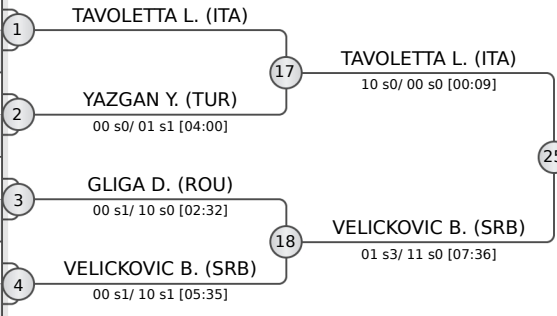 TAVOLETTA L. (ITA)
1
17
TAVOLETTA L. (ITA)
10 s0/ 00 s0 [00:09]
YAZGAN Y. (TUR)
2
00 s0/ 01 s1 [04:00]
25
GLIGA D. (ROU)
3
00 s1/ 10 s0 [02:32]
18
VELICKOVIC B. (SRB)
01 s3/ 11 s0 [07:36]
VELICKOVIC B. (SRB)
4
00 s1/ 10 s1 [05:35]